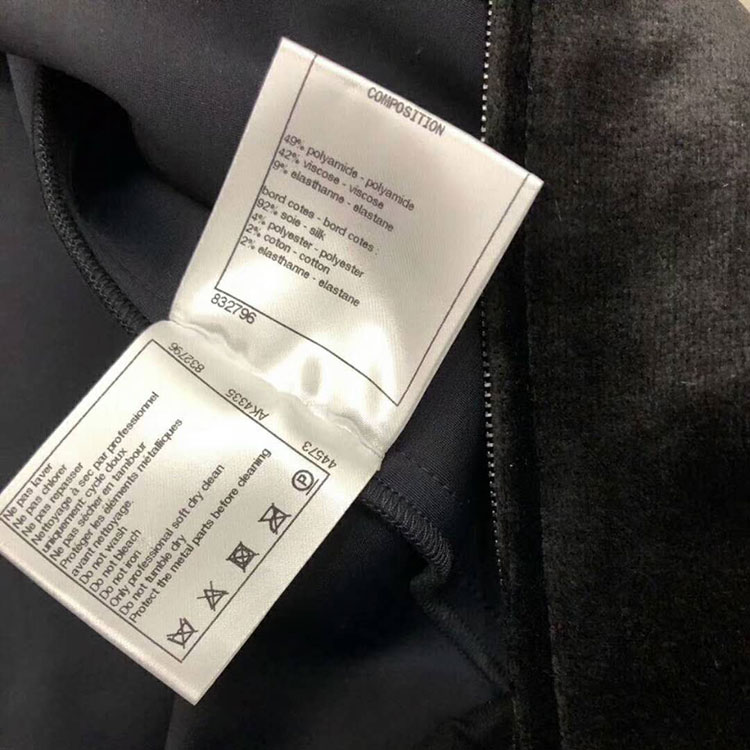 COMPOSITION
49% polyamide - polyamide
42% viscose - viscose
9% elasthanne - elastane
bord cotes - bord cotes :
92% soie - silk
4% polyester - polyester
2% coton - cotton
2% elasthanne - elastane
832796
832796
AK4335
44573
Ne pas laver
Ne pas chlorer
Ne pas repasser
Nettoyage à sec par professionnel
uniquement cycle doux
Ne pas sécher en tambour
Protéger les éléments métalliques
avant nettoyage.
Do not wash
Do not bleach
Do not iron
Only professional soft dry clean
Do not tumble dry
Protect the metal parts before cleaning
P